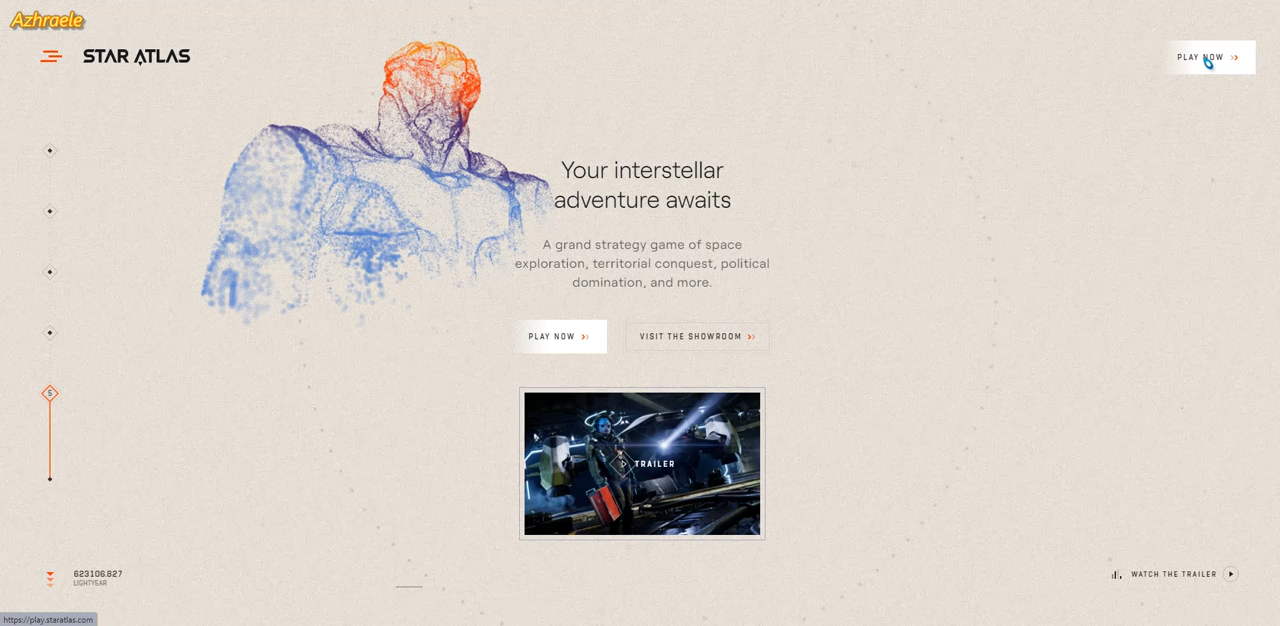 Azhraele
STAR ATLAS
PLAY NOW
Your interstellar
adventure awaits
A grand strategy game of space
exploration, territorial conquest, political
domination, and more.
PLAY NOW
VISIT THE SHOWROOM
5
TRAILER
623106.827
LIGHTYEAR
WATCH THE TRAILER
https://play.staratlas.com